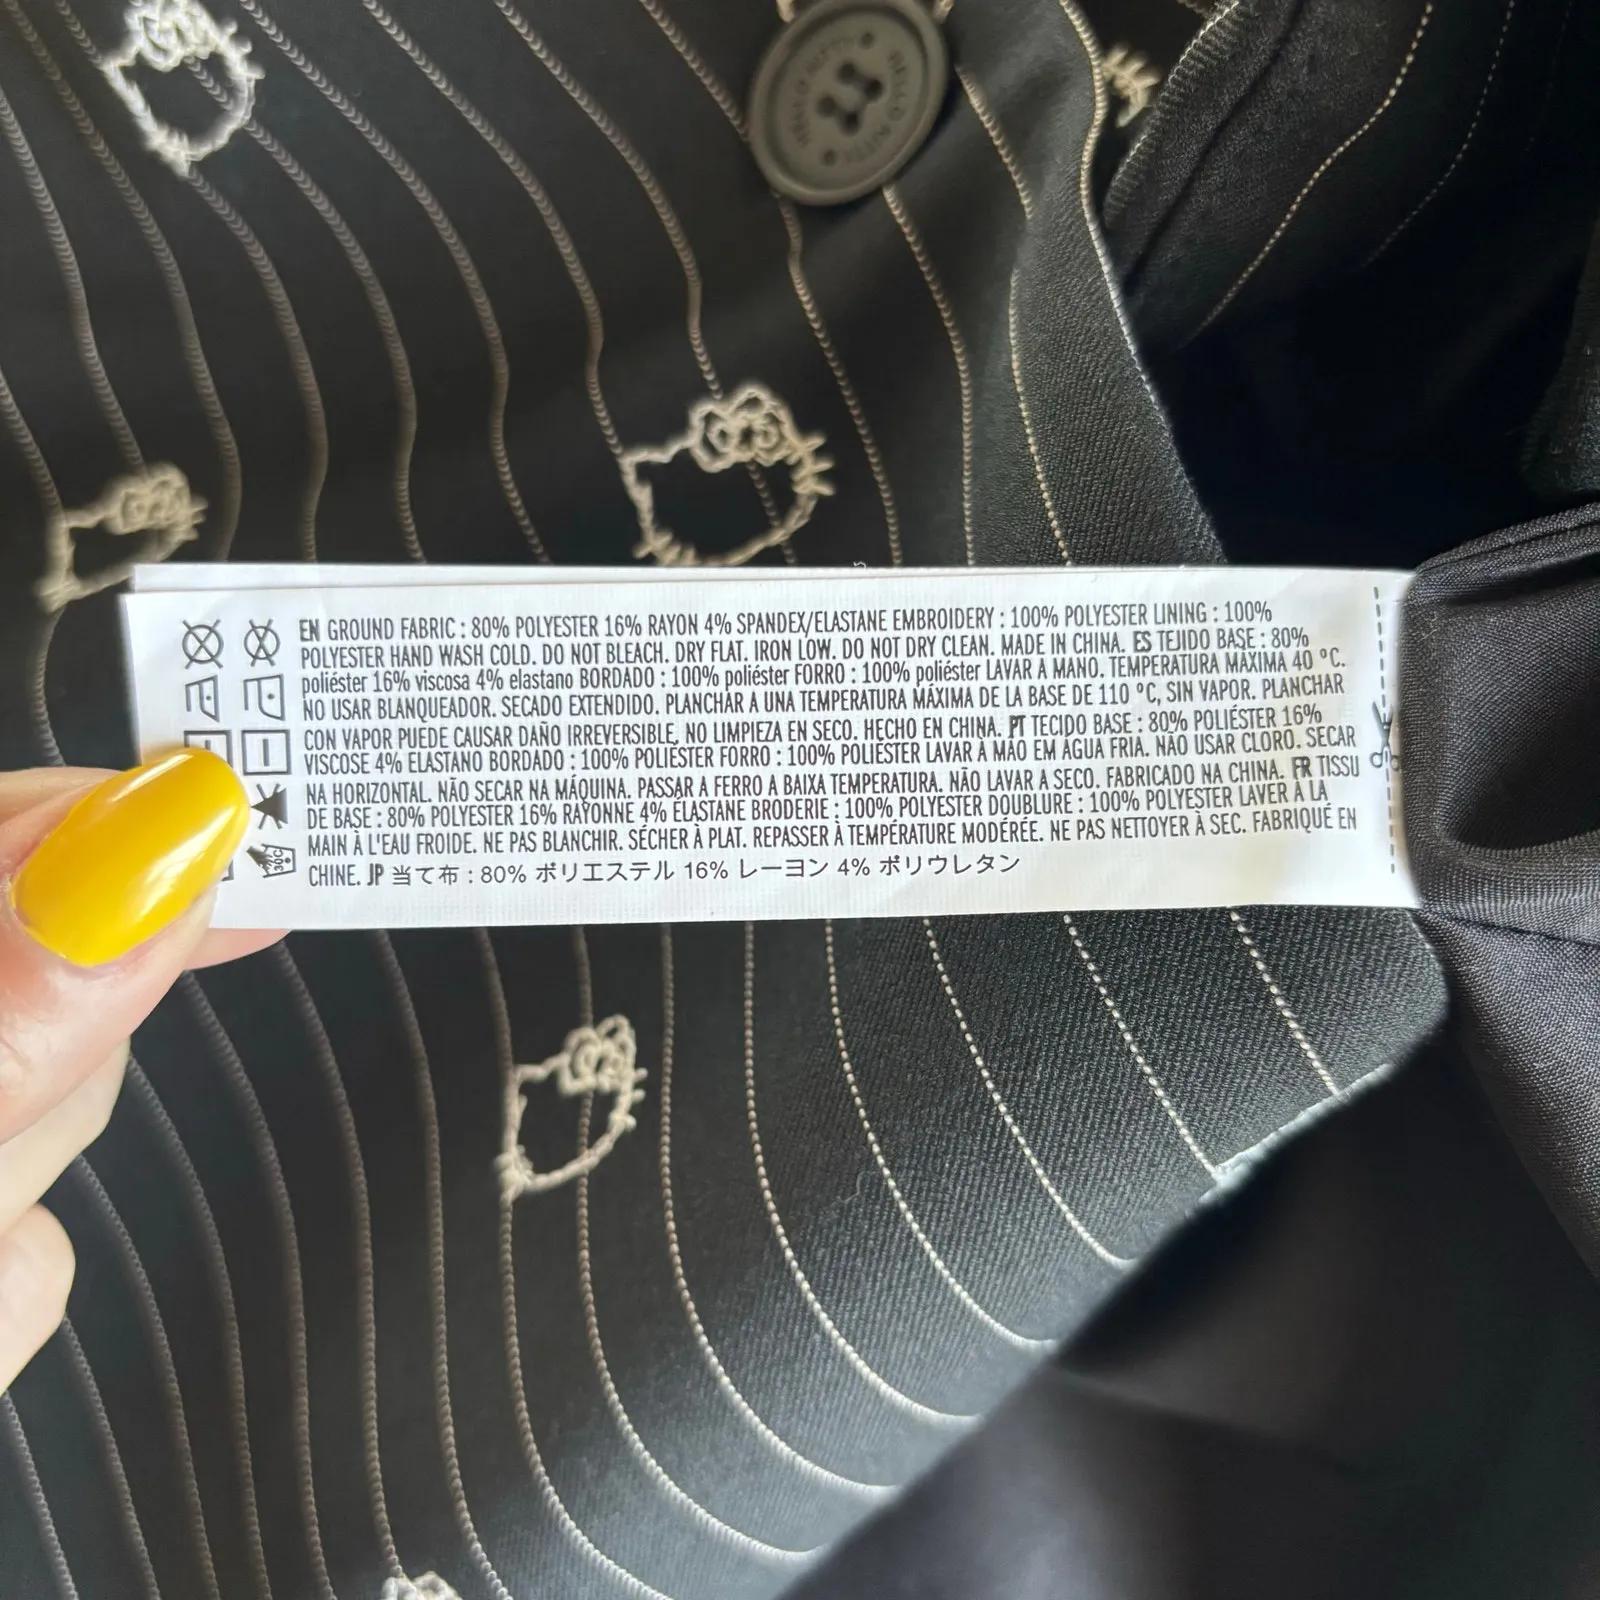 HELLO KITTY
HELLO KITTY
EN GROUND FABRIC : 80% POLYESTER 16% RAYON 4% SPANDEX/ELASTANE EMBROIDERY : 100% POLYESTER LINING : 100%
POLYESTER HAND WASH COLD. DO NOT BLEACH. DRY FLAT. IRON LOW. DO NOT DRY CLEAN. MADE IN CHINA. ES TEJIDO BASE : 80%
poliéster 16% viscosa 4% elastano BORDADO : 100% poliéster FORRO : 100% poliéster LAVAR A MANO. TEMPERATURA MÁXIMA 40 °C.
NO USAR BLANQUEADOR. SECADO EXTENDIDO. PLANCHAR A UNA TEMPERATURA MÁXIMA DE LA BASE DE 110 °C, SIN VAPOR. PLANCHAR
CON VAPOR PUEDE CAUSAR DAÑO IRREVERSIBLE, NO LIMPIEZA EN SECO. HECHO EN CHINA. PT TECIDO BASE : 80% POLIÉSTER 16%
VISCOSE 4% ELASTANO BORDADO : 100% POLIÉSTER FORRO : 100% POLIÉSTER LAVAR À MÃO EM ÁGUA FRIA. NÃO USAR CLORO. SECAR
NA HORIZONTAL. NÃO SECAR NA MÁQUINA. PASSAR A FERRO A BAIXA TEMPERATURA. NÃO LAVAR A SECO. FABRICADO NA CHINA. FR TISSU
DE BASE : 80% POLYESTER 16% RAYONNE 4% ÉLASTANE BRODERIE : 100% POLYESTER DOUBLURE : 100% POLYESTER LAVER À LA
MAIN À L'EAU FROIDE. NE PAS BLANCHIR. SÉCHER À PLAT. REPASSER À TEMPÉRATURE MODÉRÉE. NE PAS NETTOYER À SEC. FABRIQUÉ EN
CHINE. JP 当て布 : 80% ポリエステル 16% レーヨン 4% ポリウレタン
30C